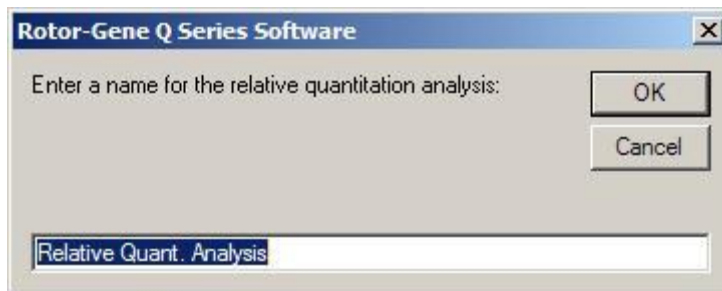 Rotor-Gene Q Series Software
Enter a name for the relative quantitation analysis:
OK
Cancel
Relative Quant. Analysis